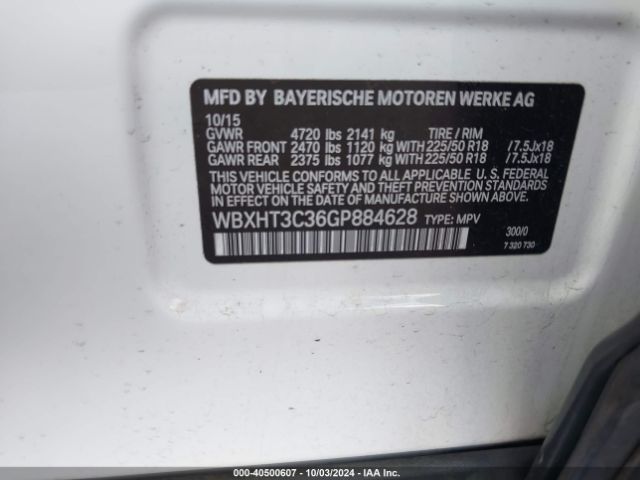 MFD BY BAYERISCHE MOTOREN WERKE AG
10/15
GVWR 4720 lbs 2141 kg TIRE / RIM
GAWR FRONT 2470 lbs 1120 kg WITH 225/50 R18 /7.5Jx18
GAWR REAR 2375 lbs 1077 kg WITH 225/50 R18 /7.5Jx18
THIS VEHICLE CONFORMS TO ALL APPLICABLE U. S. FEDERAL
MOTOR VEHICLE SAFETY AND THEFT PREVENTION STANDARDS
IN EFFECT ON THE DATE OF MANUFACTURE SHOWN ABOVE.
WBXHT3C36GP884628 TYPE: MPV
300/0
7 320 730
000-40500607 - 10/03/2024 - IAA Inc.